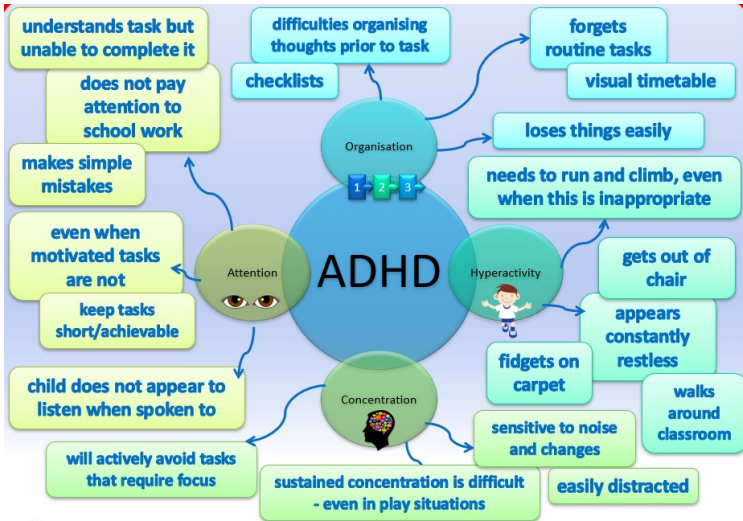 understands task but
unable to complete it
does not pay
attention to
school work
makes simple
mistakes
even when
motivated tasks
are not
keep tasks
short/achievable
child does not appear to
listen when spoken to
difficulties organising
thoughts prior to task
checklists
forgets
routine tasks
visual timetable
loses things easily
Organisation
1
2
3
ADHD
Attention
Hyperactivity
needs to run and climb, even
when this is inappropriate
gets out of
chair
appears
constantly
restless
fidgets on
carpet
walks
around
classroom
Concentration
will actively avoid tasks
that require focus
sustained concentration is difficult
- even in play situations
sensitive to noise
and changes
easily distracted